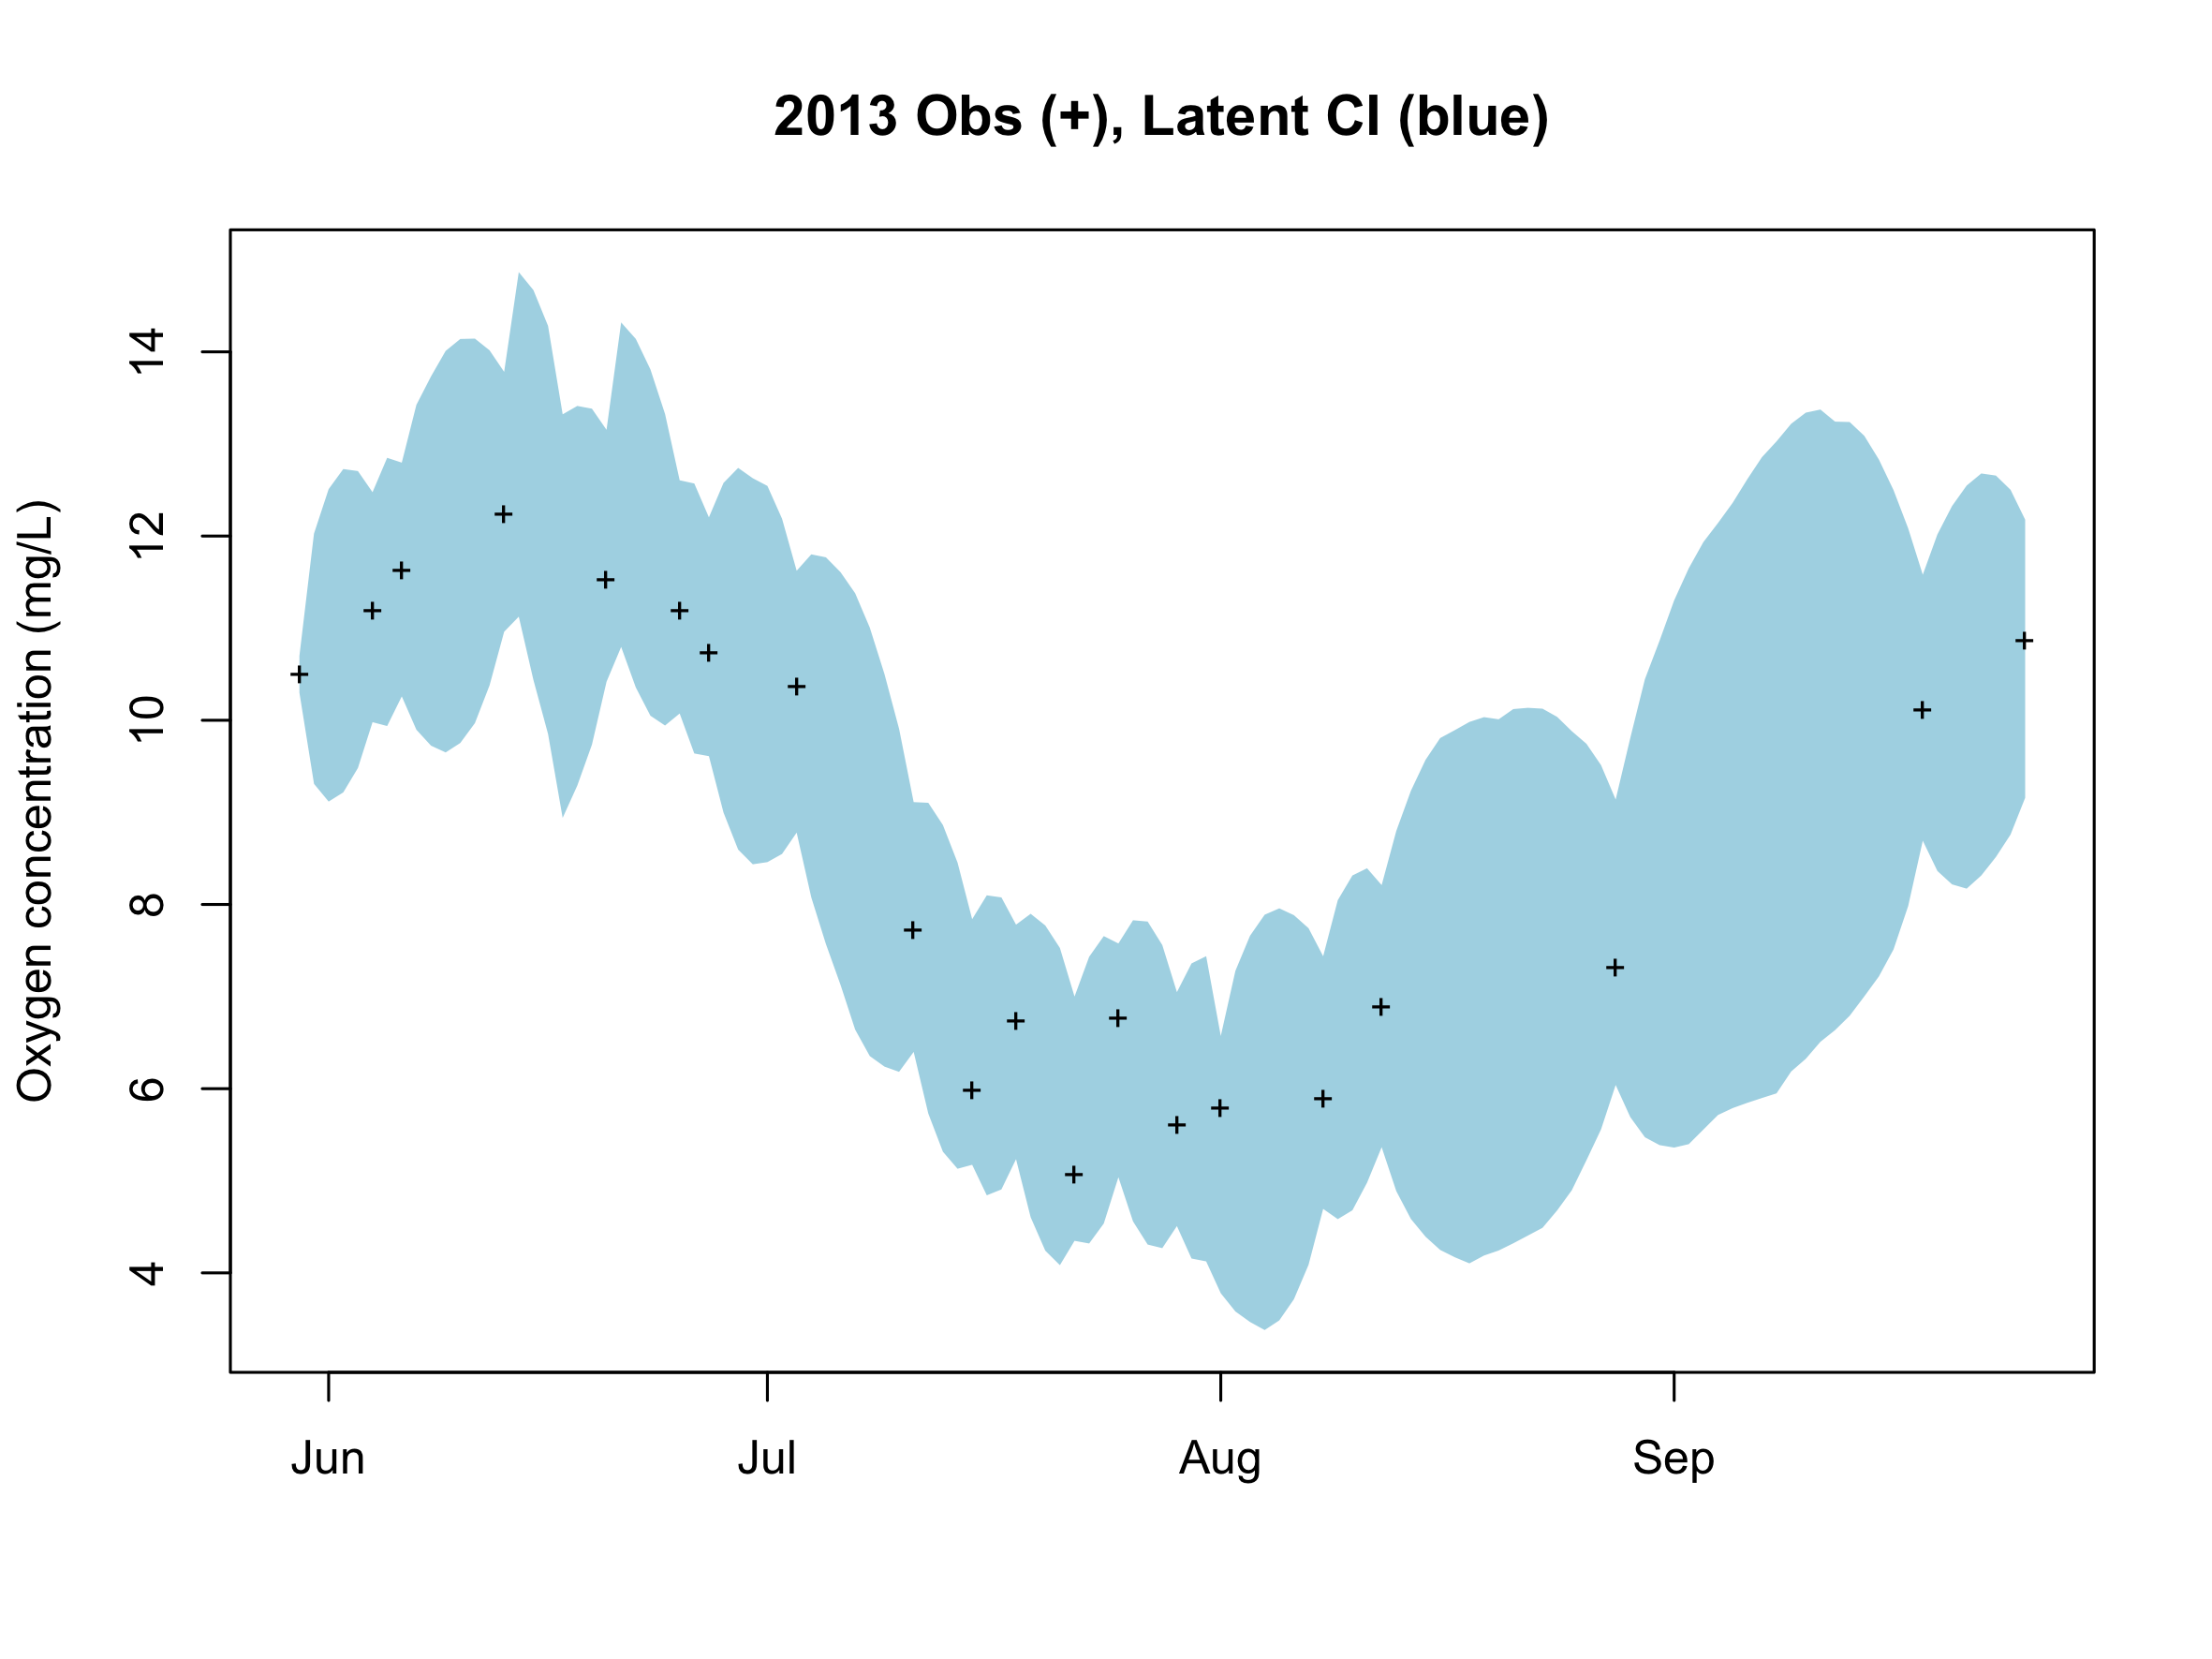 2013 Obs (+), Latent CI (blue)
Oxygen concentration (mg/L)
14
12
10
8
6
4
Jun Jul Aug Sep